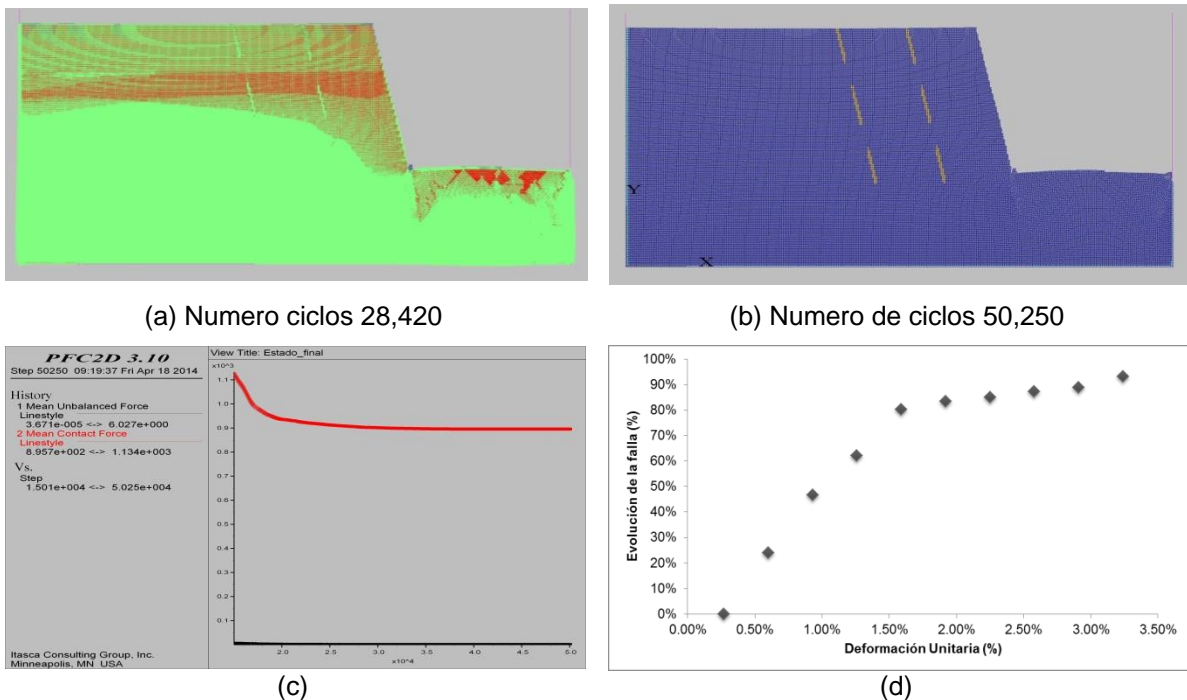 Y
X
(a) Numero ciclos 28,420
(b) Numero de ciclos 50,250
PFC2D 3.10
Step 50250 09:19:37 Fri Apr 18 2014
History
1 Mean Unbalanced Force
Linestyle
3.671e-005 <-> 6.027e+000
2 Mean Contact Force
Linestyle
8.957e+002 <-> 1.134e+003
Vs.
Step
1.501e+004 <-> 5.025e+004
Itasca Consulting Group, Inc.
Minneapolis, MN USA
View Title: Estado_final
x10^3
1.1
1.0
0.9
0.8
0.7
0.6
0.5
0.4
0.3
0.2
0.1
2.0
2.5
3.0
3.5
4.0
4.5
5.0
x10^4
(c)
Evolución de la falla (%)
100%
90%
80%
70%
60%
50%
40%
30%
20%
10%
0%
0.00%
0.50%
1.00%
1.50%
2.00%
2.50%
3.00%
3.50%
Deformación Unitaria (%)
(d)